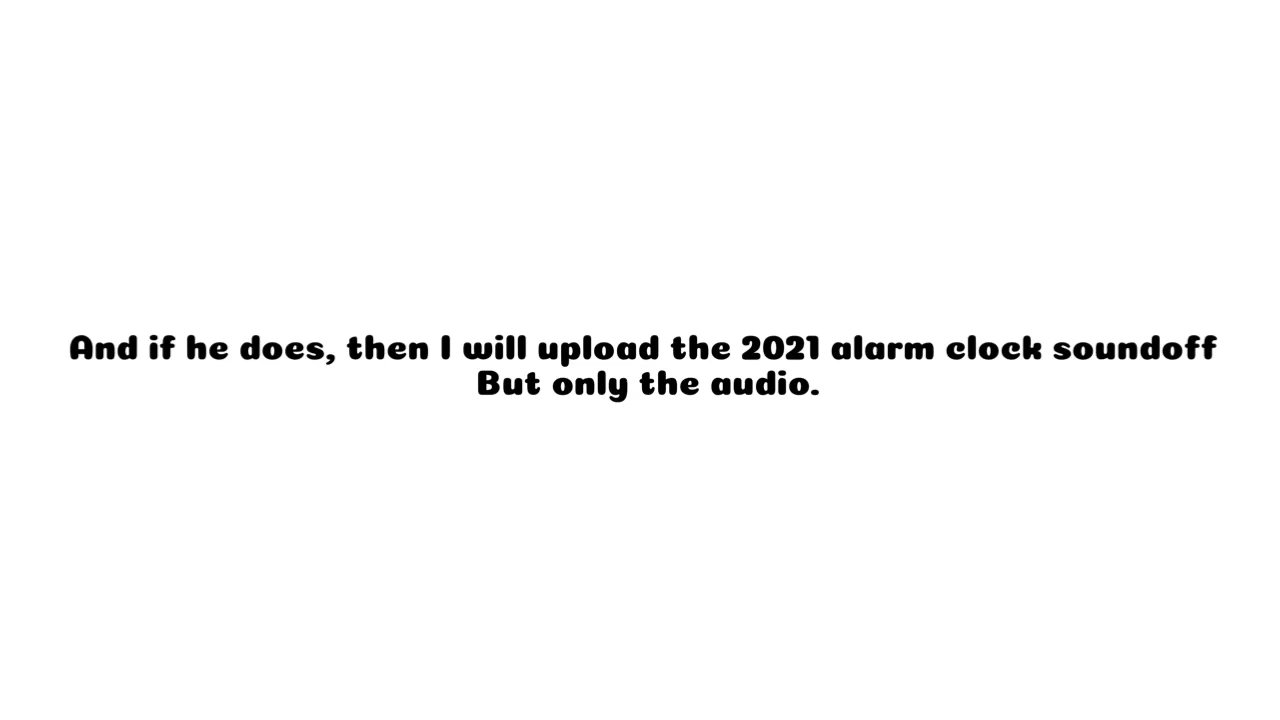 And if he does, then I will upload the 2021 alarm clock soundoff
But only the audio.